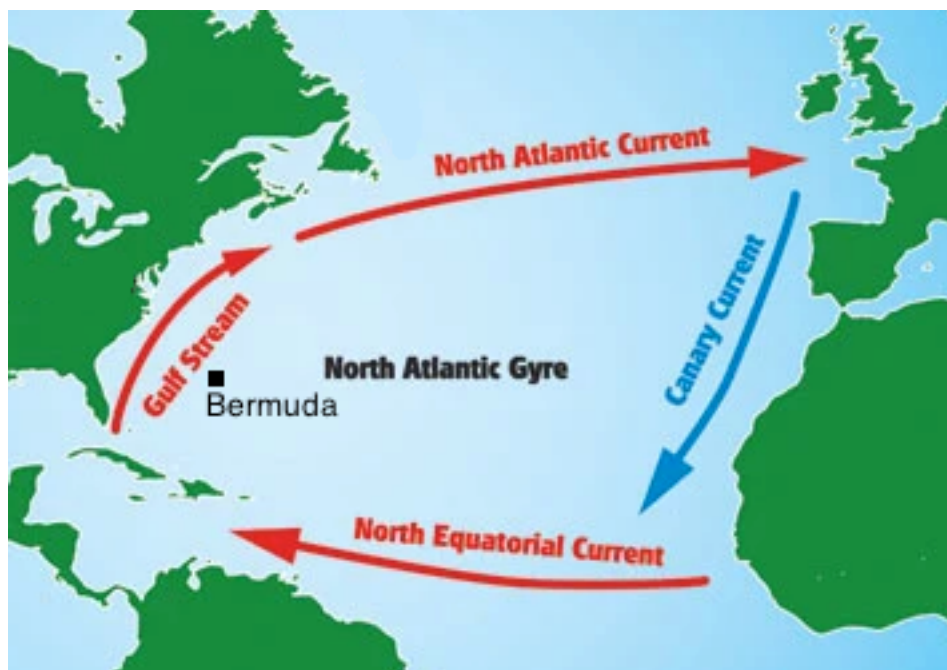 North Atlantic Current
Canary Current
Gulf Stream
North Atlantic Gyre
Bermuda
North Equatorial Current